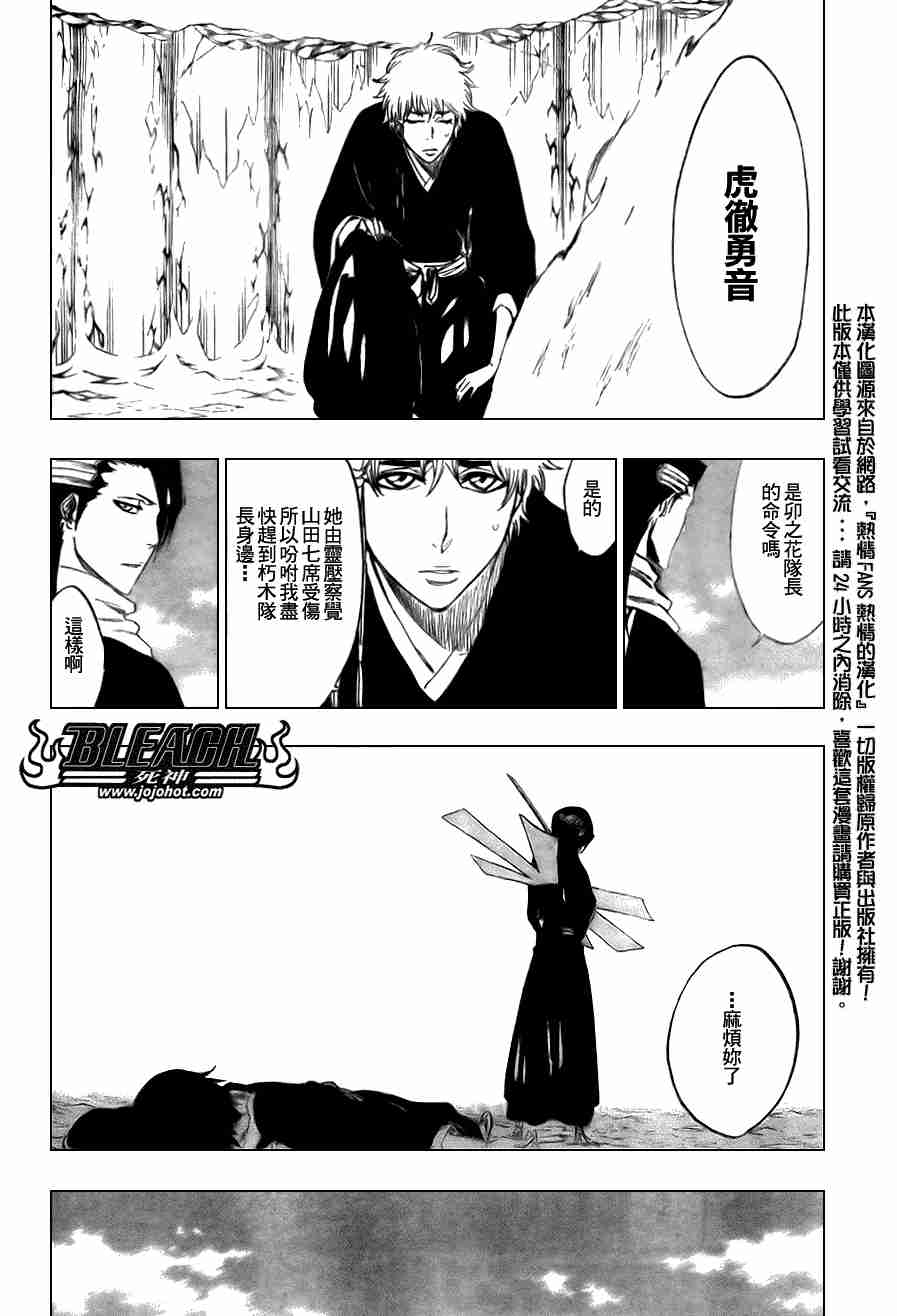 虎徹勇音
是卯之花隊長
的命令嗎
是的
她由靈壓察覺
山田七席受傷
所以吩咐我盡
快趕到朽木隊
長身邊…
這樣啊
BLEACH
死神
www.jojohot.com
…麻煩妳了
本漢化圖源來自於網路，『熱情FANS熱情的漢化』一切版權歸原作者與出版社擁有！
此版本僅供學習試看交流…請24小時之內消除，喜歡這套漫畫請購買正版！謝謝。